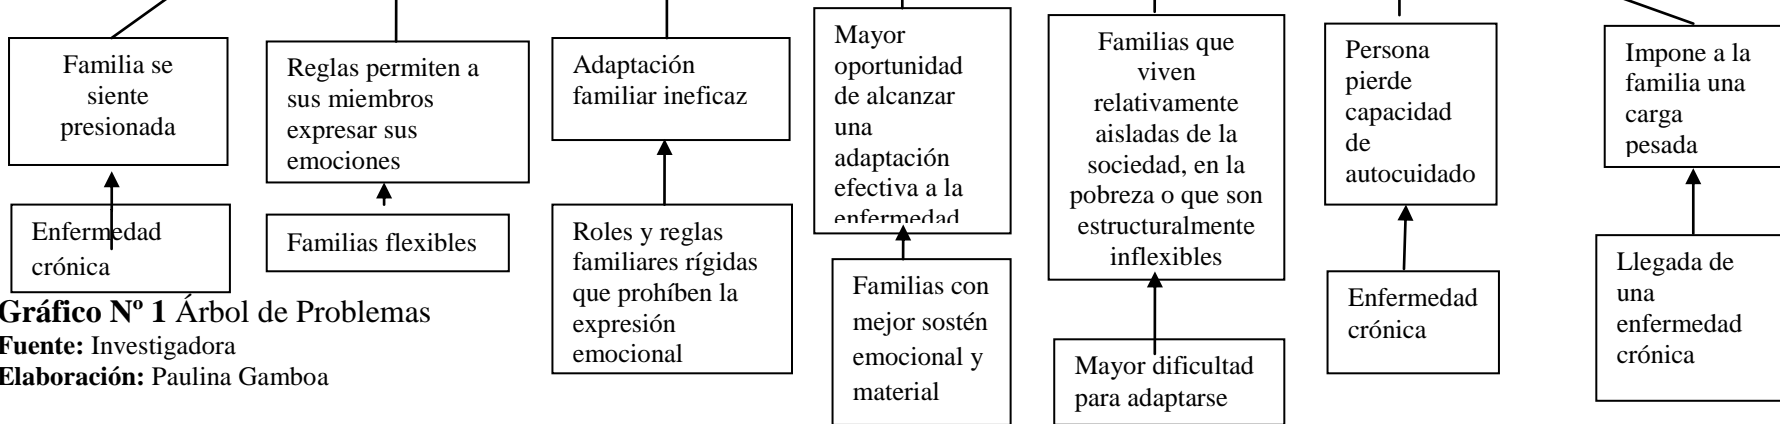 Familia se
siente
presionada
Reglas permiten a
sus miembros
expresar sus
emociones
Adaptación
familiar ineficaz
Mayor
oportunidad
de alcanzar
una
adaptación
efectiva a la
enfermedad
Familias que
viven
relativamente
aisladas de la
sociedad, en la
pobreza o que son
estructuralmente
inflexibles
Persona
pierde
capacidad
de
autocuidado
Impone a la
familia una
carga
pesada
Enfermedad
crónica
Familias flexibles
Roles y reglas
familiares rígidas
que prohíben la
expresión
emocional
Familias con
mejor sostén
emocional y
material
Mayor dificultad
para adaptarse
Enfermedad
crónica
Llegada de
una
enfermedad
crónica
Gráfico Nº 1 Árbol de Problemas
Fuente: Investigadora
Elaboración: Paulina Gamboa